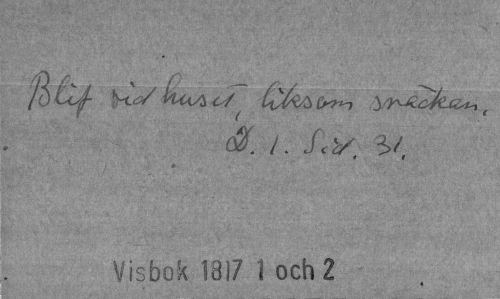 Blif vid huset, liksom snäckan.
D. 1. Sid. 31.
Visbok 1817 1 och 2